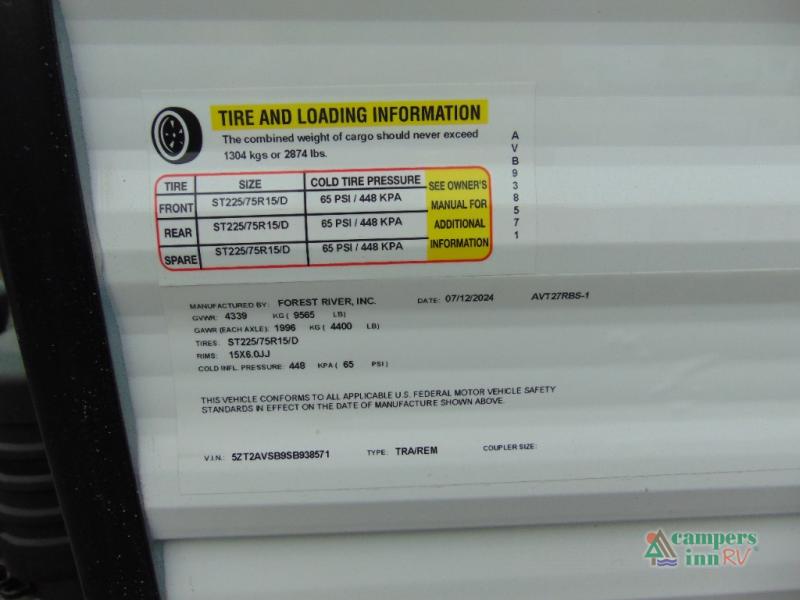 TIRE AND LOADING INFORMATION
The combined weight of cargo should never exceed
1304 kgs or 2874 lbs.
TIRE SIZE COLD TIRE PRESSURE
FRONT ST225/75R15/D 65 PSI / 448 KPA
REAR ST225/75R15/D 65 PSI / 448 KPA
SPARE ST225/75R15/D 65 PSI / 448 KPA
SEE OWNER'S
MANUAL FOR
ADDITIONAL
INFORMATION
AVB938571
MANUFACTURED BY: FOREST RIVER, INC. DATE: 07/12/2024 AVT27RBS-1
GVWR: 4339 KG ( 9565 LB)
GAWR (EACH AXLE): 1996 KG ( 4400 LB)
TIRES: ST225/75R15/D
RIMS: 15X6.0JJ
COLD INFL. PRESSURE: 448 KPA ( 65 PSI )
THIS VEHICLE CONFORMS TO ALL APPLICABLE U.S. FEDERAL MOTOR VEHICLE SAFETY
STANDARDS IN EFFECT ON THE DATE OF MANUFACTURE SHOWN ABOVE.
V.I.N.: 5ZT2AVSB9SB938571 TYPE: TRA/REM COUPLER SIZE:
campers
inn RV